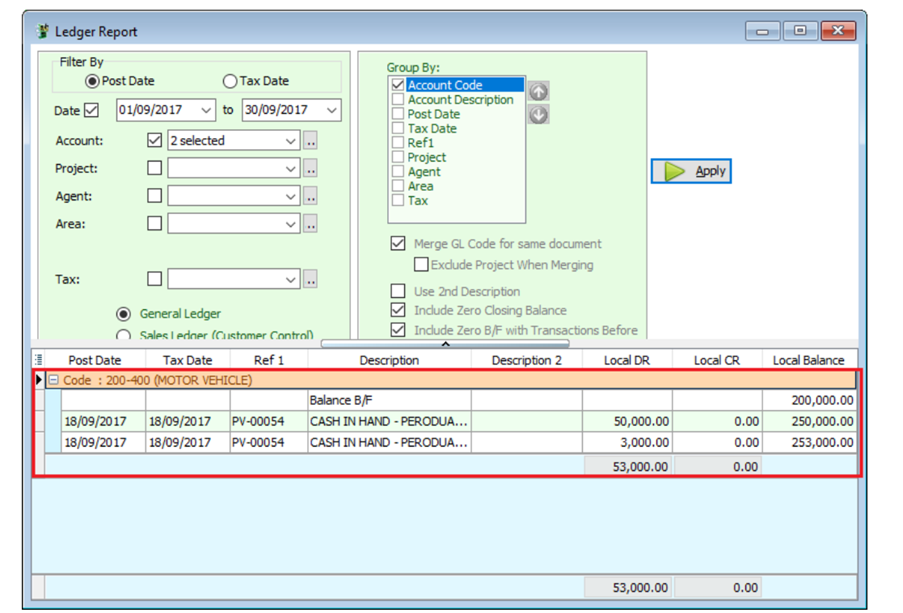 Ledger Report
Filter By
Post Date Tax Date
Date 01/09/2017 to 30/09/2017
Account: 2 selected ..
Project: ..
Agent: ..
Area: ..
Tax: ..
General Ledger
Sales Ledger (Customer Control)
Group By:
Account Code
Account Description
Post Date
Tax Date
Ref1
Project
Agent
Area
Tax
Merge GL Code for same document
Exclude Project When Merging
Use 2nd Description
Include Zero Closing Balance
Include Zero B/F with Transactions Before
Apply
Post Date Tax Date Ref 1 Description Description 2 Local DR Local CR Local Balance
Code : 200-400 (MOTOR VEHICLE)
Balance B/F 200,000.00
18/09/2017 18/09/2017 PV-00054 CASH IN HAND - PERODUA... 50,000.00 0.00 250,000.00
18/09/2017 18/09/2017 PV-00054 CASH IN HAND - PERODUA... 3,000.00 0.00 253,000.00
53,000.00 0.00
53,000.00 0.00